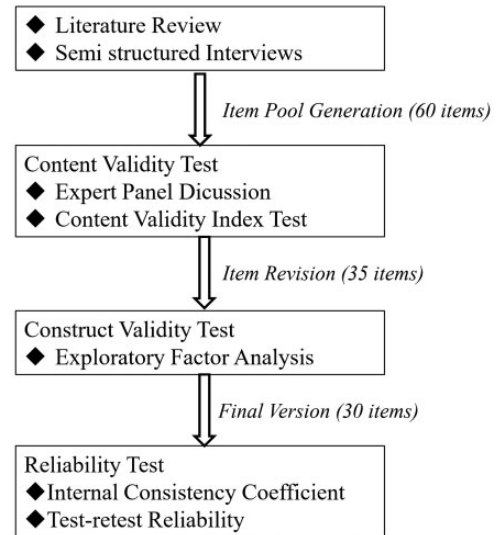 ◆ Literature Review
◆ Semi structured Interviews
Item Pool Generation (60 items)
Content Validity Test
◆ Expert Panel Dicussion
◆ Content Validity Index Test
Item Revision (35 items)
Construct Validity Test
◆ Exploratory Factor Analysis
Final Version (30 items)
Reliability Test
◆Internal Consistency Coefficient
◆Test-retest Reliability